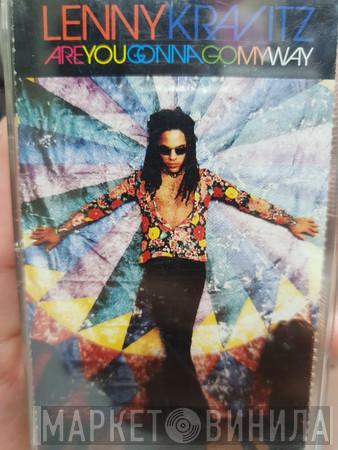 LENNY KRAVITZ
ARE YOU GONNA GO MY WAY
МАРКЕТ ВИНИЛА